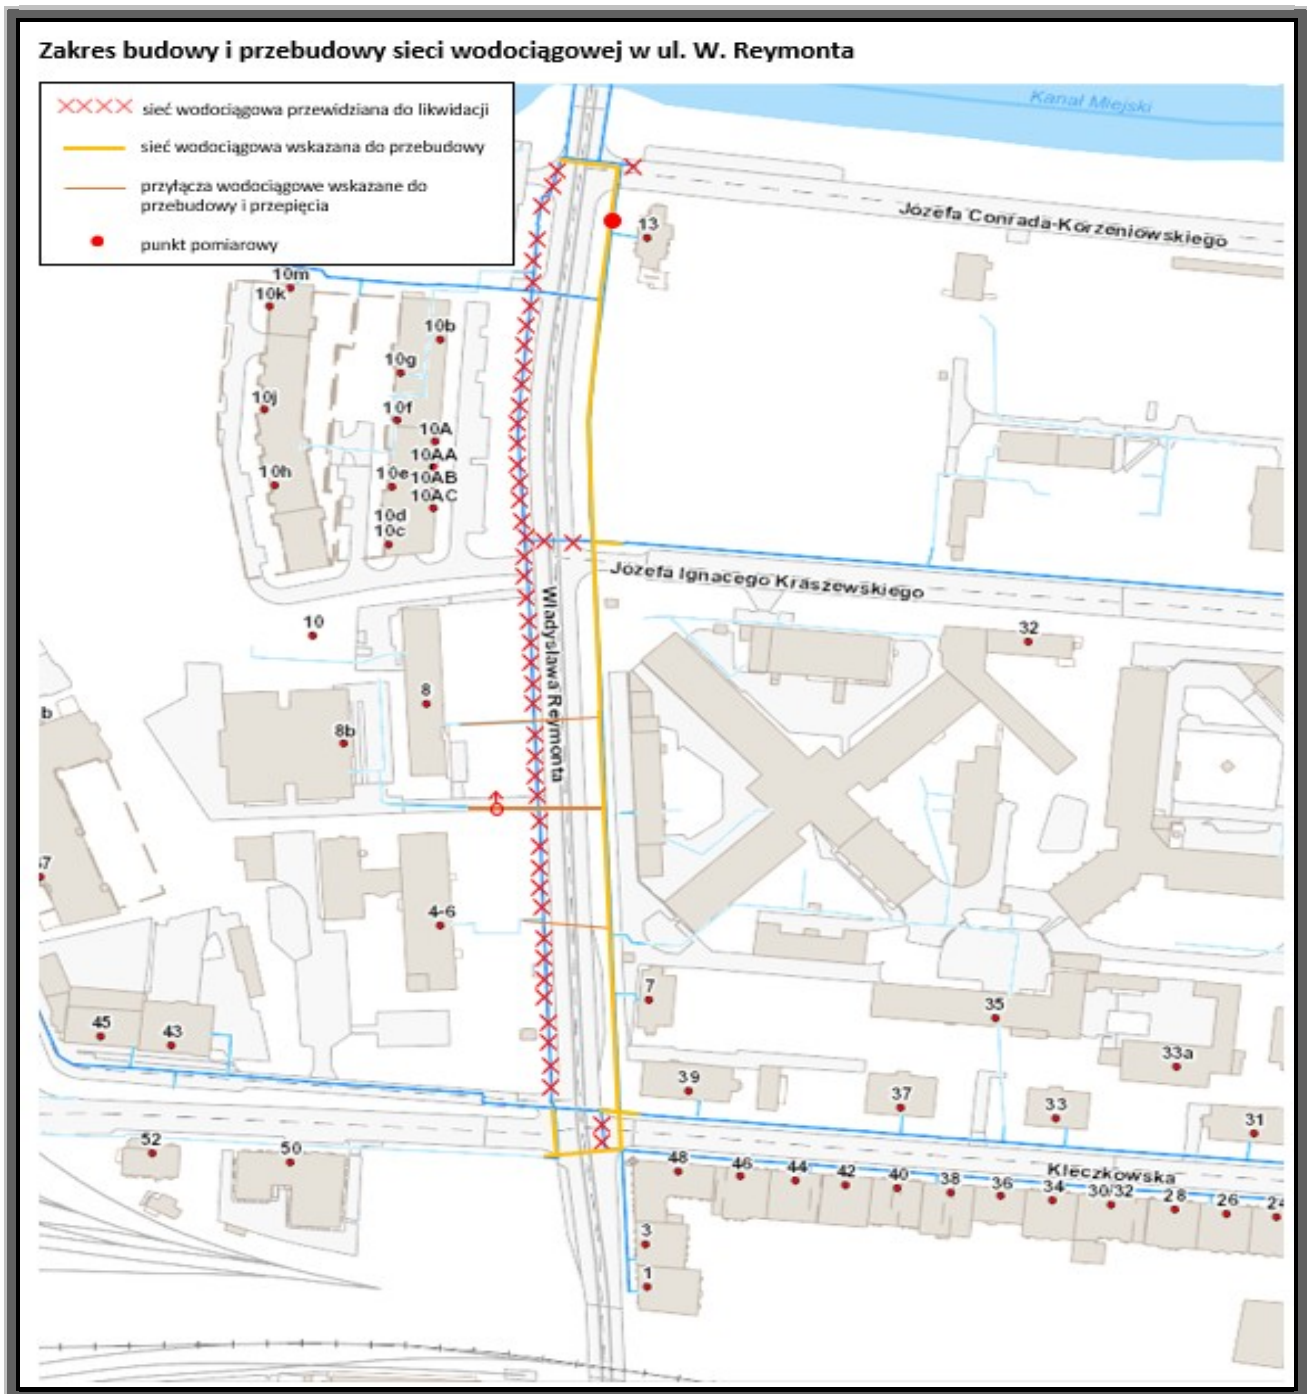 Zakres budowy i przebudowy sieci wodociągowej w ul. W. Reymonta
sieć wodociągowa przewidziana do likwidacji
sieć wodociągowa wskazana do przebudowy
przyłącza wodociągowe wskazane do
przebudowy i przepięcia
punkt pomiarowy
Kanał Miejski
Józefa Conrada-Korzeniowskiego
13
10m
10k
10b
10g
10j
10f
10A
10AA
10h
10e
10AB
10AC
10d
10c
Józefa Ignacego Kraszewskiego
Władysława Reymonta
10
32
8
b
8b
57
4-6
7
35
45
43
33a
39
37
33
31
52
50
Kleczkowska
48
46
44
42
40
38
36
34
30/32
28
26
24
3
1